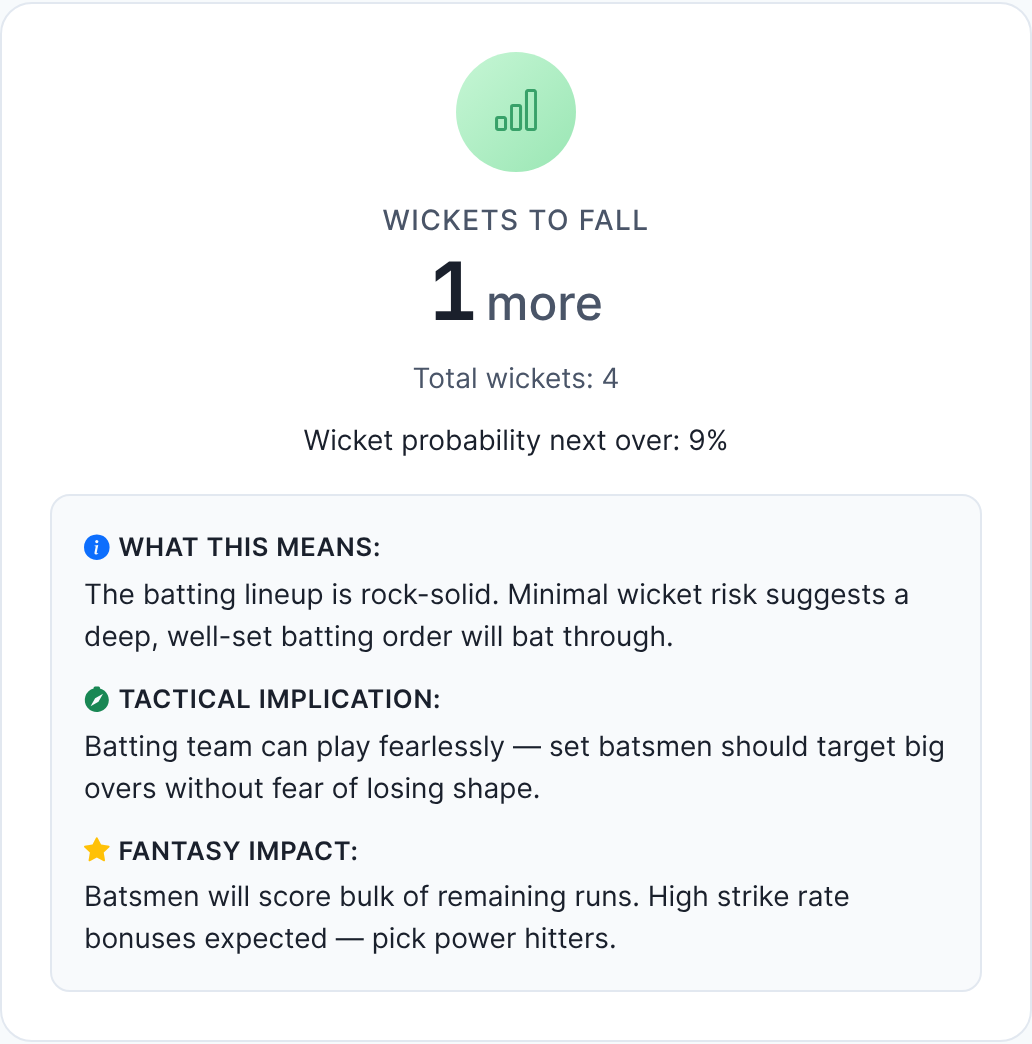 WICKETS TO FALL
1 more
Total wickets: 4
Wicket probability next over: 9%
WHAT THIS MEANS:
The batting lineup is rock-solid. Minimal wicket risk suggests a
deep, well-set batting order will bat through.
TACTICAL IMPLICATION:
Batting team can play fearlessly — set batsmen should target big
overs without fear of losing shape.
FANTASY IMPACT:
Batsmen will score bulk of remaining runs. High strike rate
bonuses expected — pick power hitters.